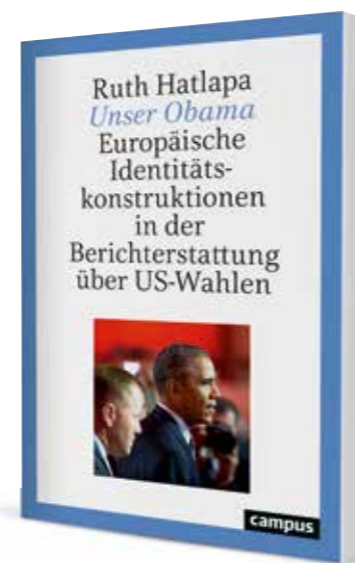 Ruth Hatlapa
Unser Obama
Europäische
Identitäts-
konstruktionen
in der
Berichterstattung
über US-Wahlen
campus